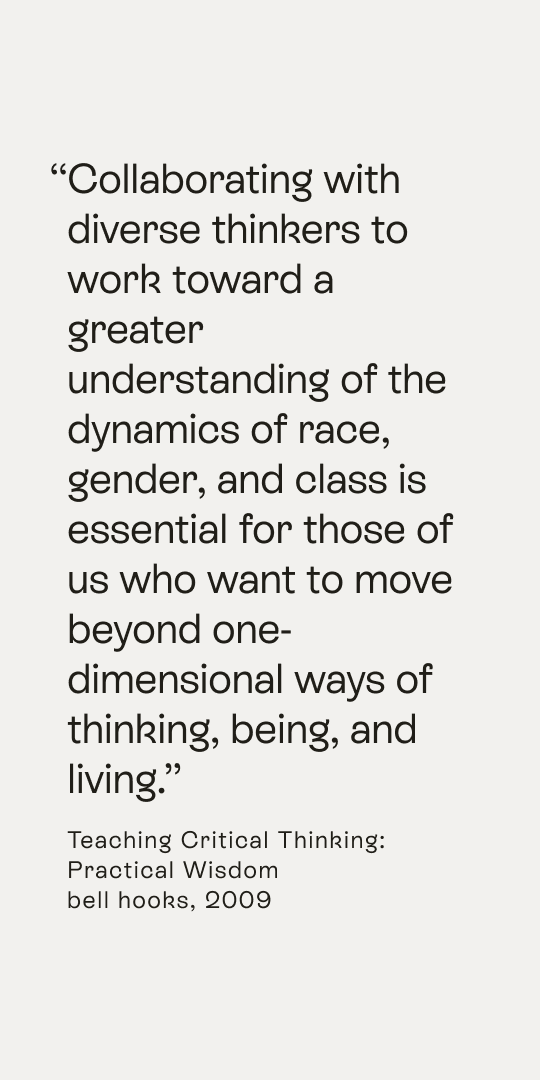 “Collaborating with
diverse thinkers to
work toward a
greater
understanding of the
dynamics of race,
gender, and class is
essential for those of
us who want to move
beyond one-
dimensional ways of
thinking, being, and
living.”
Teaching Critical Thinking:
Practical Wisdom
bell hooks, 2009